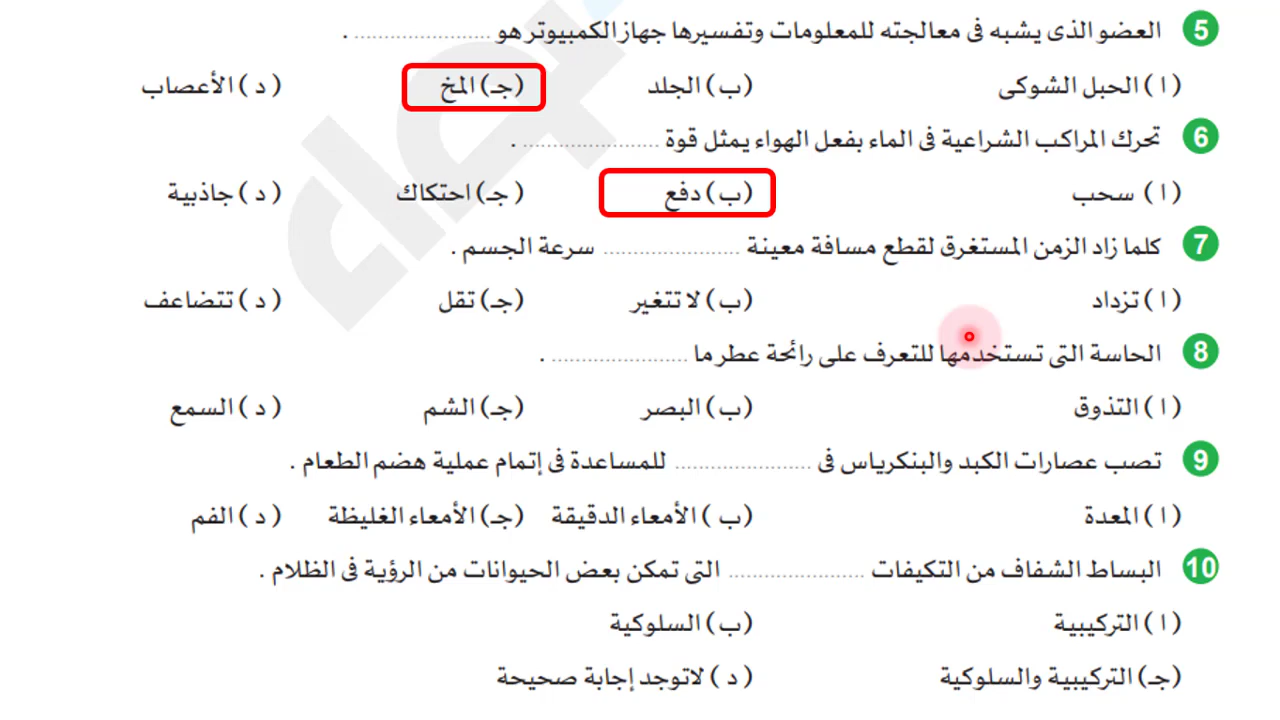 5 العضو الذى يشبه فى معالجته للمعلومات وتفسيرها جهاز الكمبيوتر هو ........................ .
( ا ) الحبل الشوكى ( ب ) الجلد ( جـ ) المخ ( د ) الأعصاب
6 تحرك المراكب الشراعية فى الماء بفعل الهواء يمثل قوة ........................ .
( ا ) سحب ( ب ) دفع ( جـ ) احتكاك ( د ) جاذبية
7 كلما زاد الزمن المستغرق لقطع مسافة معينة ........................ سرعة الجسم .
( ا ) تزداد ( ب ) لا تتغير ( جـ ) تقل ( د ) تتضاعف
8 الحاسة التى تستخدمها للتعرف على رائحة عطر ما ........................ .
( ا ) التذوق ( ب ) البصر ( جـ ) الشم ( د ) السمع
9 تصب عصارات الكبد والبنكرياس فى ........................ للمساعدة فى إتمام عملية هضم الطعام .
( ا ) المعدة ( ب ) الأمعاء الدقيقة ( جـ ) الأمعاء الغليظة ( د ) الفم
10 البساط الشفاف من التكيفات ........................ التى تمكن بعض الحيوانات من الرؤية فى الظلام .
( ا ) التركيبية ( ب ) السلوكية
( جـ ) التركيبية والسلوكية ( د ) لاتوجد إجابة صحيحة